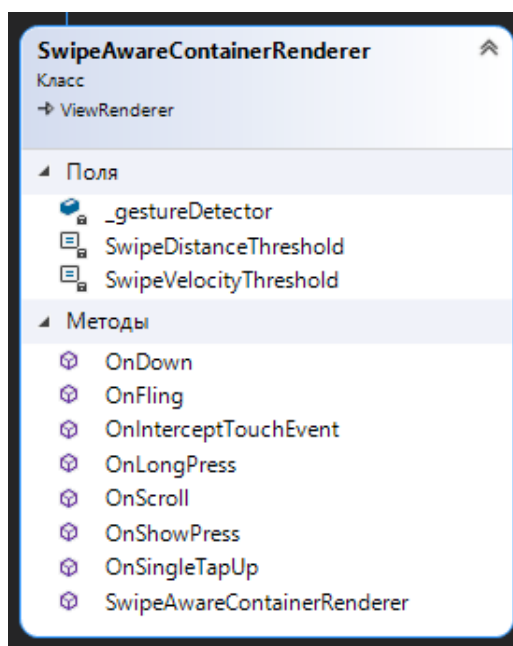 SwipeAwareContainerRenderer
Класс
ViewRenderer
Поля
_gestureDetector
SwipeDistanceThreshold
SwipeVelocityThreshold
Методы
OnDown
OnFling
OnInterceptTouchEvent
OnLongPress
OnScroll
OnShowPress
OnSingleTapUp
SwipeAwareContainerRenderer